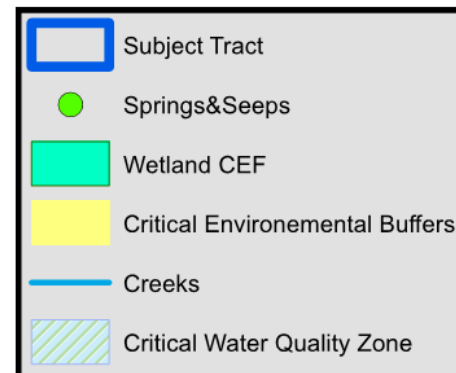 Subject Tract
Springs&Seeps
Wetland CEF
Critical Environemental Buffers
Creeks
Critical Water Quality Zone